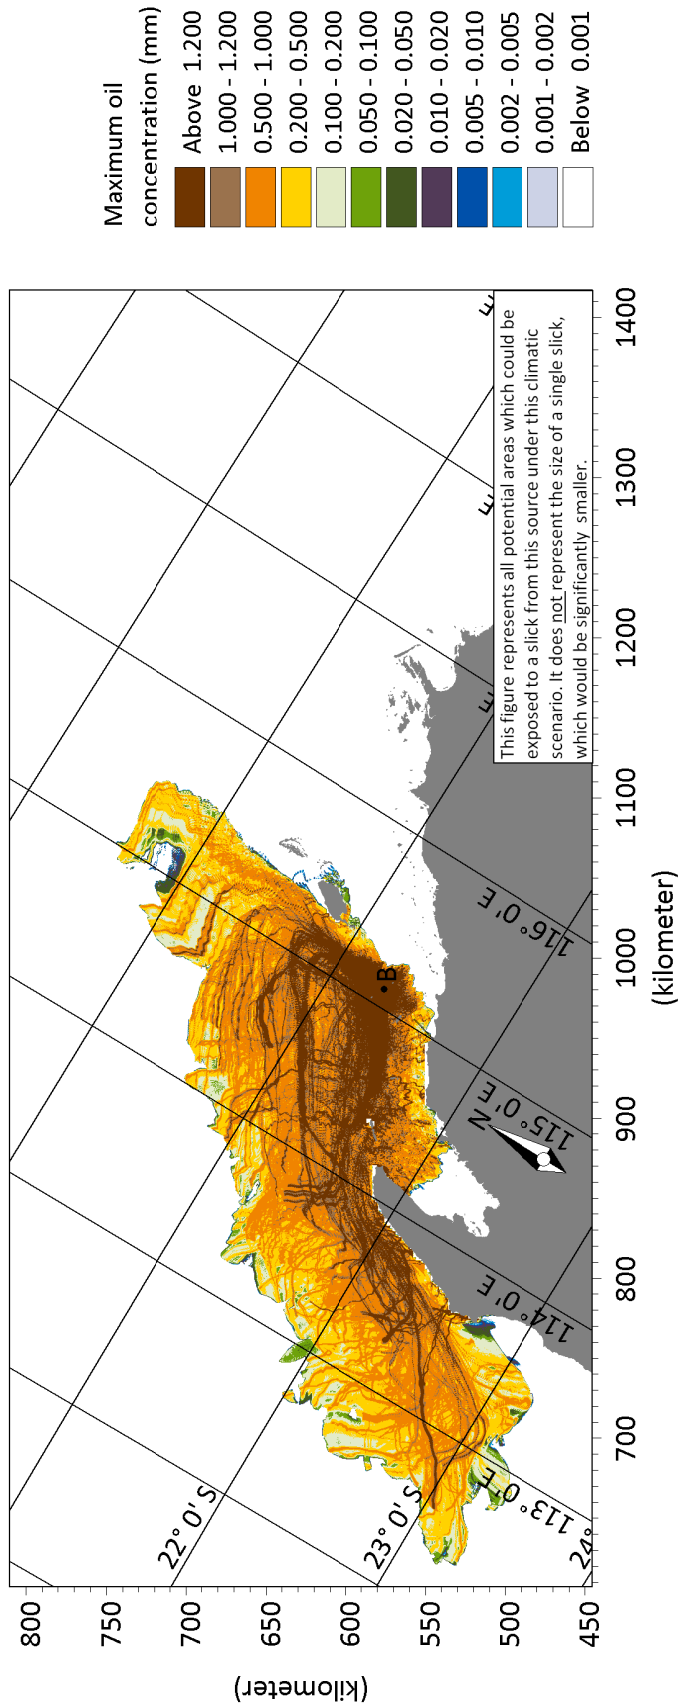 Maximum oil
concentration (mm)
Above 1.200
1.000 - 1.200
0.500 - 1.000
0.200 - 0.500
0.100 - 0.200
0.050 - 0.100
0.020 - 0.050
0.010 - 0.020
0.005 - 0.010
0.002 - 0.005
0.001 - 0.002
Below 0.001
(kilometer)
800
750
700
650
600
550
500
445
22° 0' S
23° 0' S
24°
113° 0' E
114° 0' E
115° 0' E
116° 0' E
E
E
E
E
N
B
This figure represents all potential areas which could be
exposed to a slick from this source under this climatic
scenario. It does not represent the size of a single slick,
which would be significantly smaller.
700
800
900
1000
1100
1200
1300
1400
(kilometer)